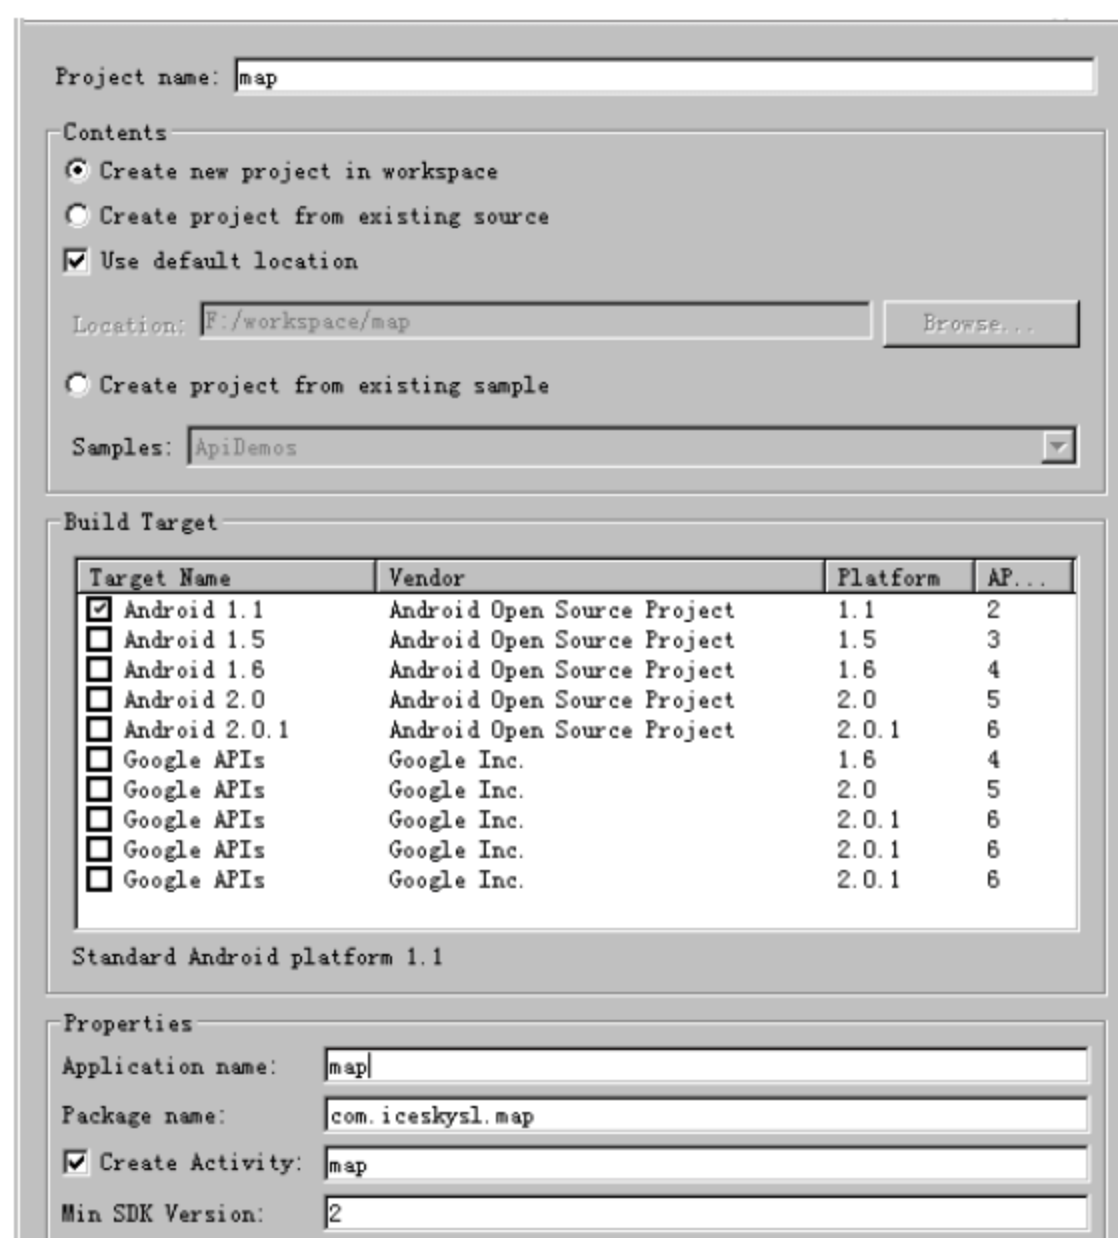 Project name: map
Contents
Create new project in workspace
Create project from existing source
Use default location
Location: F:/workspace/map Browse...
Create project from existing sample
Samples: ApiDemos
Build Target
Target Name Vendor Platform AP...
Android 1.1 Android Open Source Project 1.1 2
Android 1.5 Android Open Source Project 1.5 3
Android 1.6 Android Open Source Project 1.6 4
Android 2.0 Android Open Source Project 2.0 5
Android 2.0.1 Android Open Source Project 2.0.1 6
Google APIs Google Inc. 1.6 4
Google APIs Google Inc. 2.0 5
Google APIs Google Inc. 2.0.1 6
Google APIs Google Inc. 2.0.1 6
Google APIs Google Inc. 2.0.1 6
Standard Android platform 1.1
Properties
Application name: map
Package name: com.iceskysl.map
Create Activity: map
Min SDK Version: 2